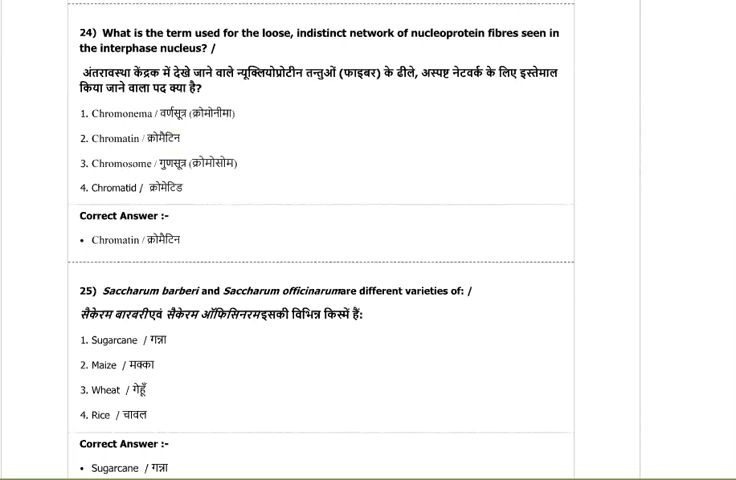 24) What is the term used for the loose, indistinct network of nucleoprotein fibres seen in
the interphase nucleus? /
अंतरावस्था केंद्रक में देखे जाने वाले न्यूक्लियोप्रोटीन तन्तुओं (फाइबर) के ढीले, अस्पष्ट नेटवर्क के लिए इस्तेमाल
किया जाने वाला पद क्या है?
1. Chromonema / वर्णसूत्र (क्रोमोनीमा)
2. Chromatin / क्रोमैटिन
3. Chromosome / गुणसूत्र (क्रोमोसोम)
4. Chromatid / क्रोमेटिड
Correct Answer :-
• Chromatin / क्रोमैटिन
25) Saccharum barberi and Saccharum officinarumare different varieties of: /
सैकेरम बारबरीएवं सैकेरम ऑफिसिनरमइसकी विभिन्न किस्में हैं:
1. Sugarcane / गन्ना
2. Maize / मक्का
3. Wheat / गेहूँ
4. Rice / चावल
Correct Answer :-
• Sugarcane / गन्ना